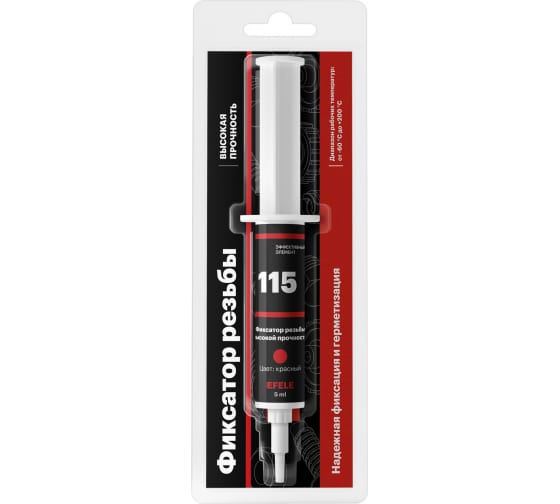 Фиксатор резьбы
ВЫСОКАЯ
ПРОЧНОСТЬ
ЭФФЕКТИВНЫЙ
ЭЛЕМЕНТ
115
Фиксатор резьбы
высокой прочност
Цвет: красный
EFELE
5 ml
Диапазон рабочих температур:
от -60 °C до +200 °C
Надежная фиксация и герметизация